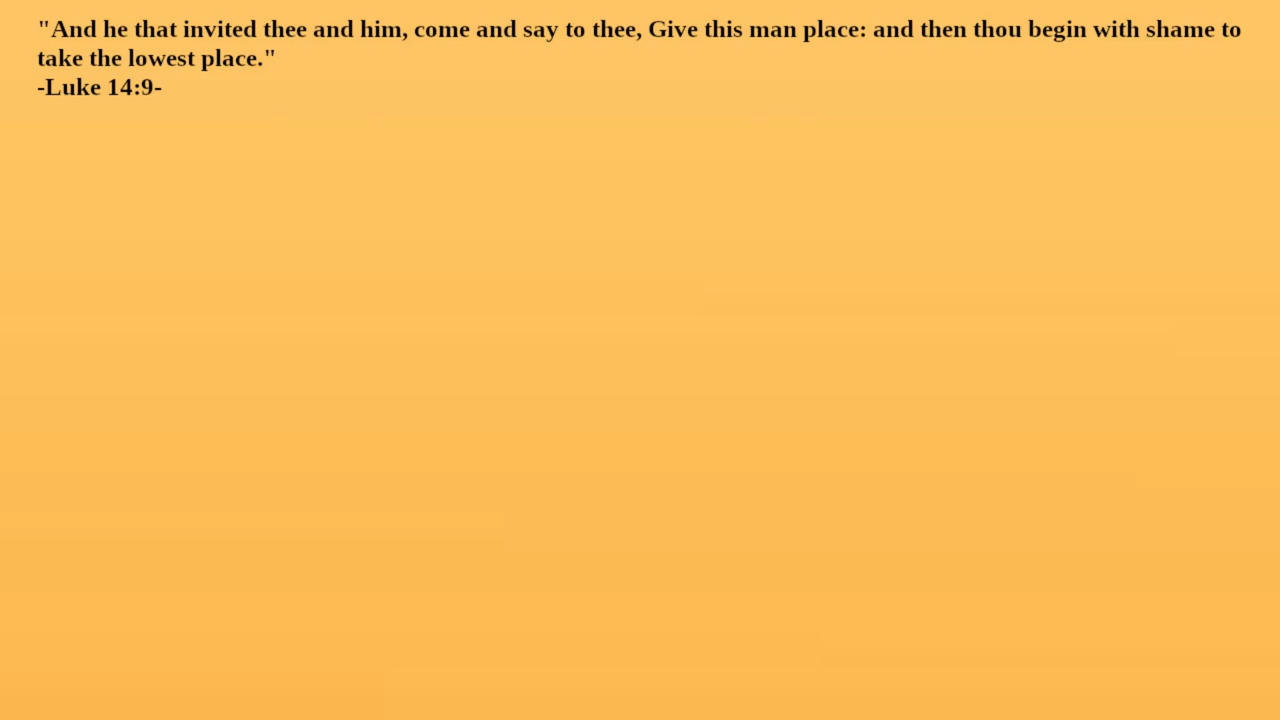 "And he that invited thee and him, come and say to thee, Give this man place: and then thou begin with shame to
take the lowest place."
-Luke 14:9-